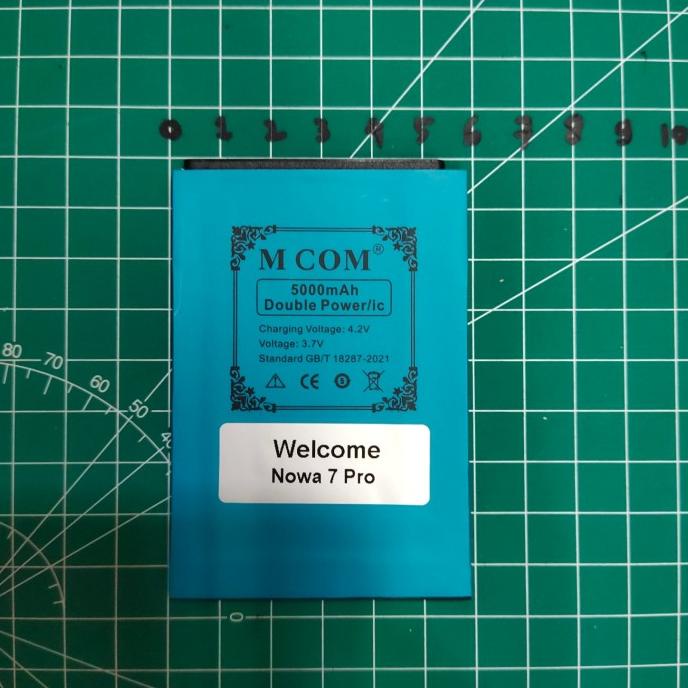 0 1 2 3 4 5 6 7 8 9 10
M COM®
5000mAh
Double Power/ic
Charging Voltage: 4.2V
Voltage: 3.7V
Standard GB/T 18287-2021
CE
80 70 60 50
Welcome
Nowa 7 Pro
0